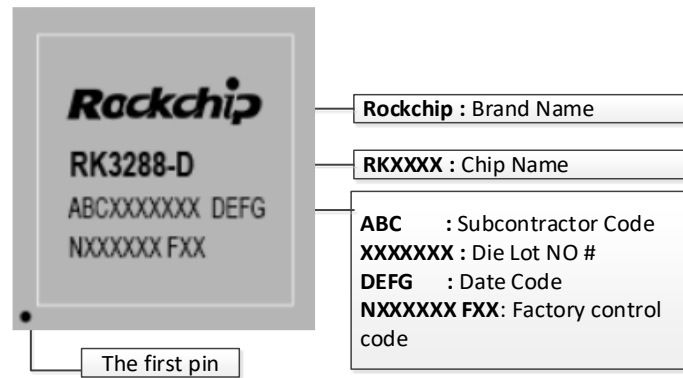 Rockchip
RK3288-D
ABCXXXXXXX DEFG
NXXXXXX FXX
Rockchip : Brand Name
RKXXXX : Chip Name
ABC : Subcontractor Code
XXXXXXX : Die Lot NO #
DEFG : Date Code
NXXXXXX FXX: Factory control
code
The first pin